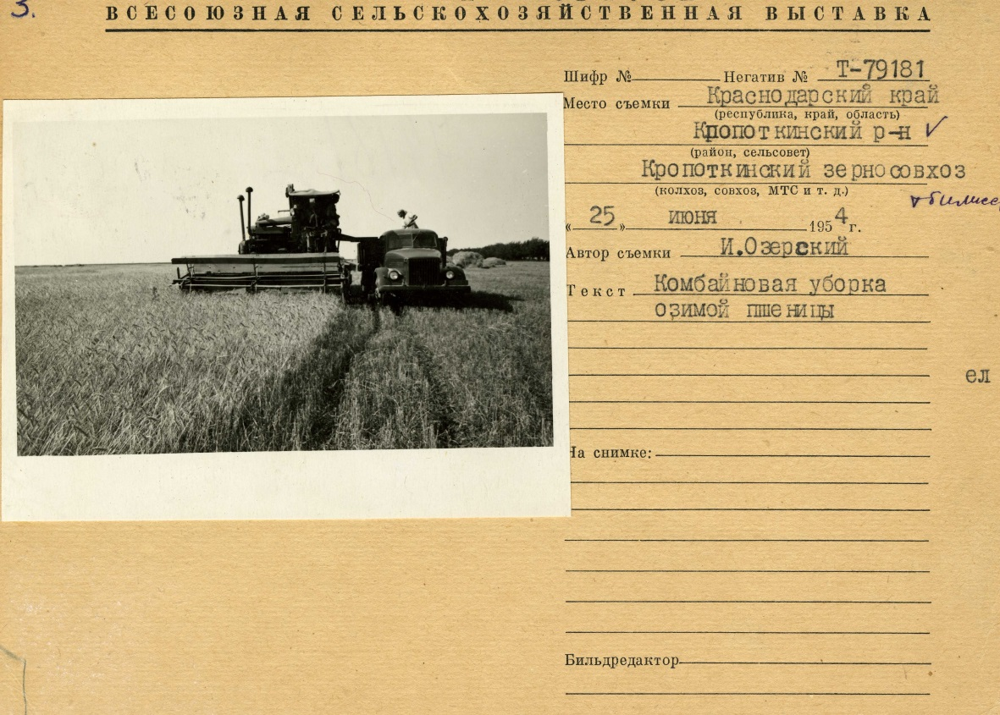 3.
ВСЕСОЮЗНАЯ СЕЛЬСКОХОЗЯЙСТВЕННАЯ ВЫСТАВКА
Шифр № Негатив № Т-79181
Место съемки Краснодарский край
(республика, край, область)
Кропоткинский р-н
(район, сельсовет)
Кропоткинский зерносовхоз
(колхоз, совхоз, МТС и т. д.)
« 25 » июня 1954 г.
Автор съемки И.Озерский
Текст Комбайновая уборка
озимой пшеницы
ел
На снимке:
Бильдредактор